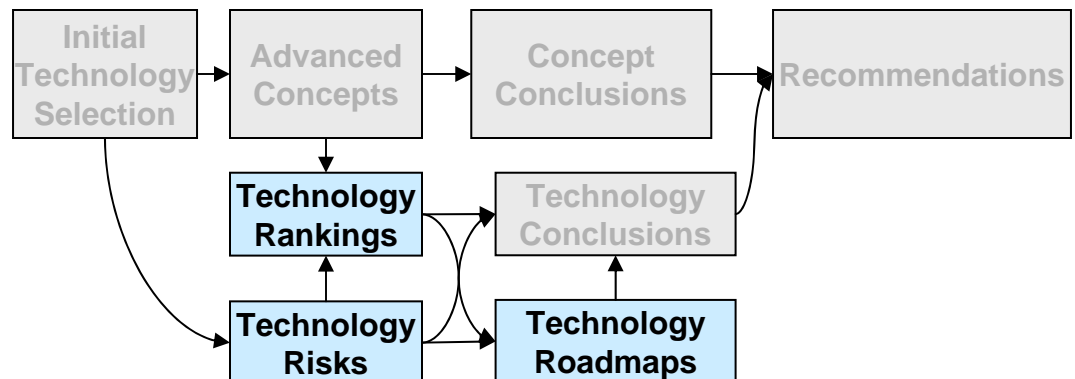 Initial
Technology
Selection
Advanced
Concepts
Concept
Conclusions
Recommendations
Technology
Rankings
Technology
Conclusions
Technology
Risks
Technology
Roadmaps